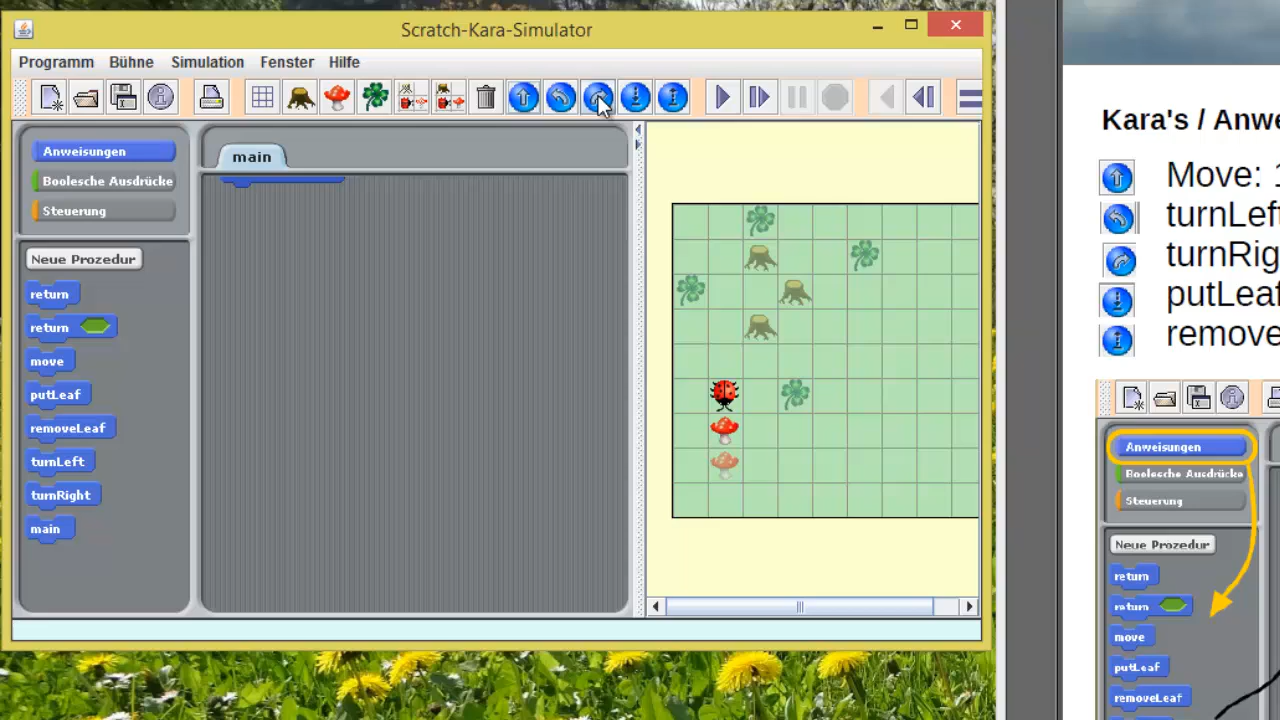 Scratch-Kara-Simulator
Programm Bühne Simulation Fenster Hilfe
Anweisungen
Boolesche Ausdrücke
Steuerung
main
Neue Prozedur
return
return
move
putLeaf
removeLeaf
turnLeft
turnRight
main
Kara's / Anwe
Move: 1
turnLeft
turnRig
putLeaf
remove
Anweisungen
Boolesche Ausdrücke
Steuerung
Neue Prozedur
return
return
move
putLeaf
removeLeaf